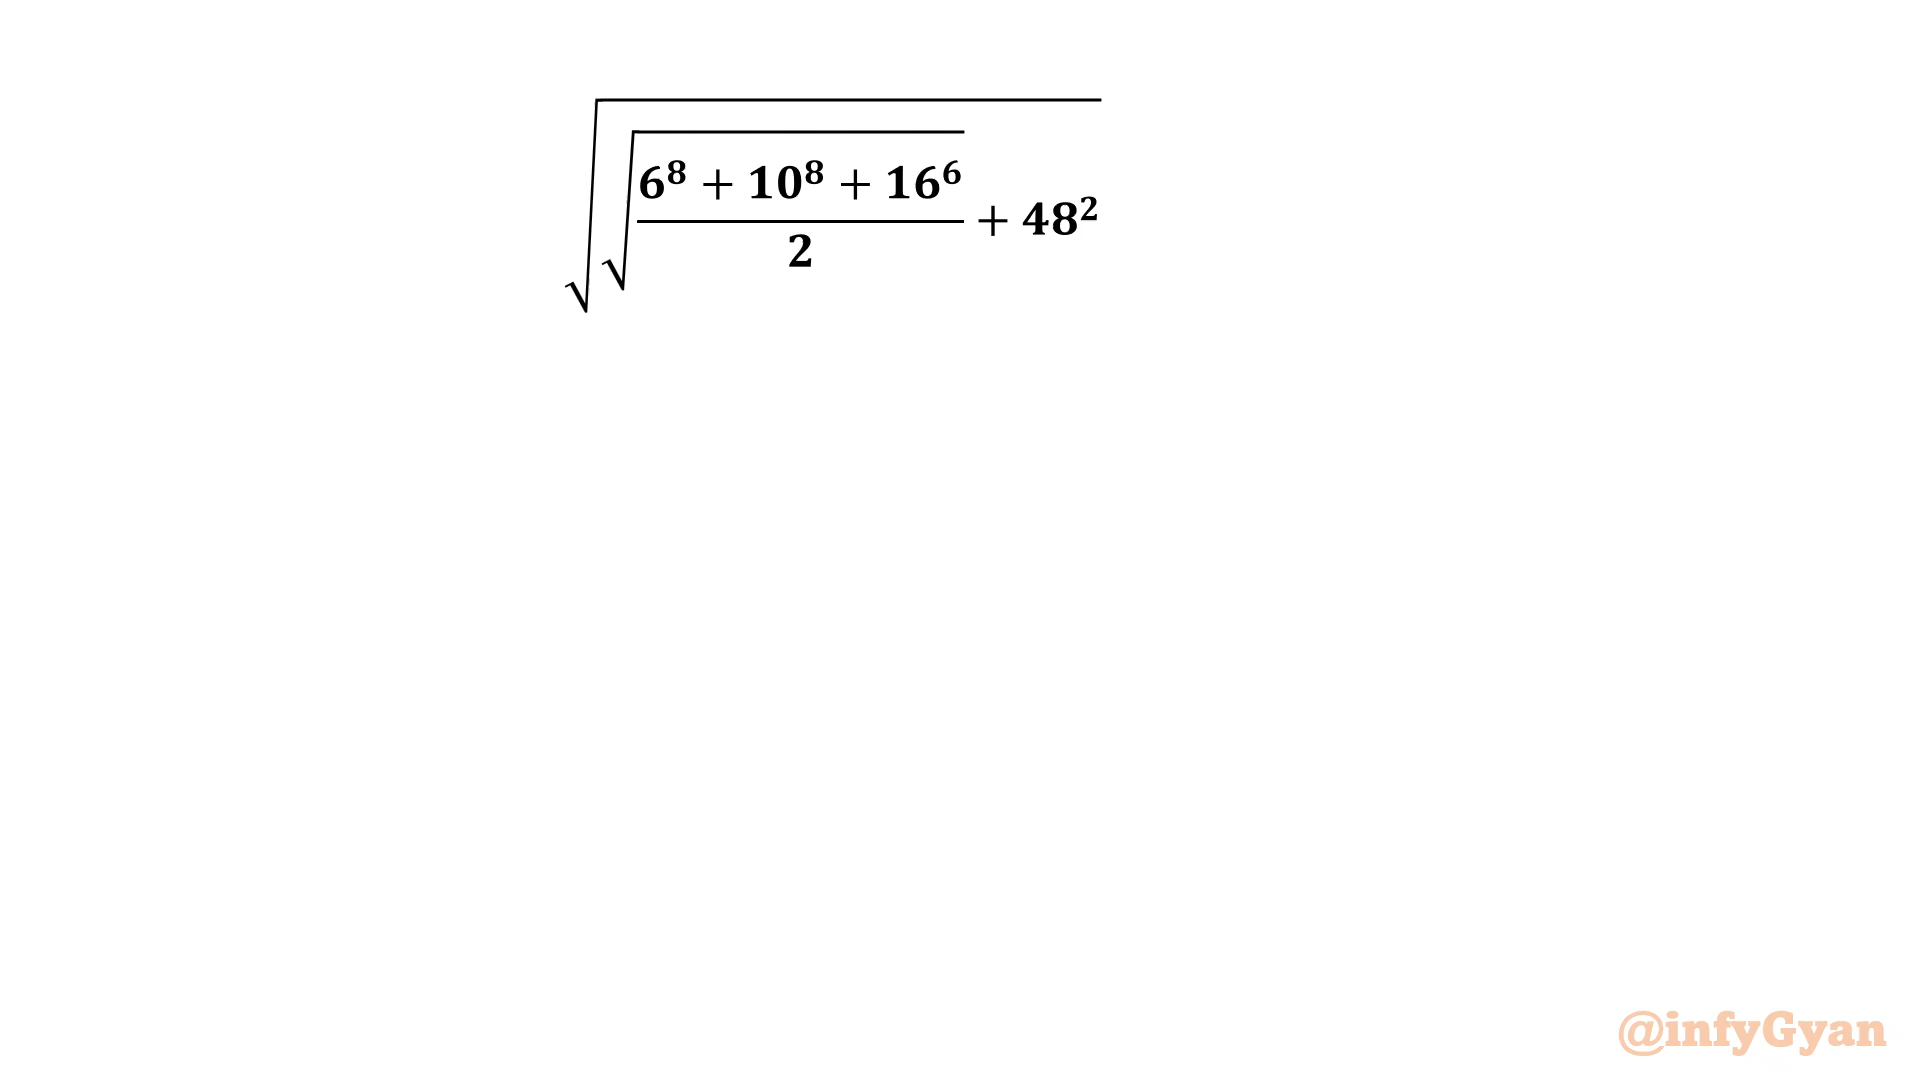 √(√((6⁸ + 10⁸ + 16⁶)/2) + 48²)
@infyGyan